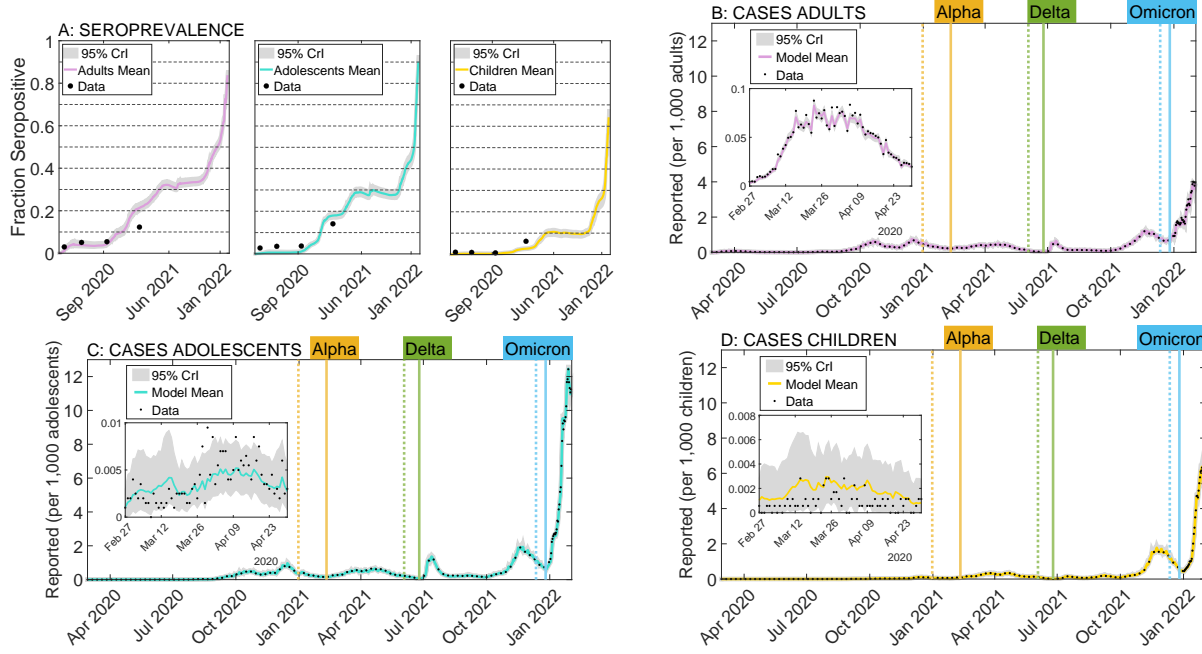 A: SEROPREVALENCE
Fraction Seropositive
1
0.8
0.6
0.4
0.2
0
95% CrI
Adults Mean
Data
Sep 2020
Jun 2021
Jan 2022
95% CrI
Adolescents Mean
Data
Sep 2020
Jun 2021
Jan 2022
95% CrI
Children Mean
Data
Sep 2020
Jun 2021
Jan 2022
B: CASES ADULTS
Alpha
Delta
Omicron
Reported (per 1,000 adults)
12
10
8
6
4
2
0
95% CrI
Model Mean
Data
0.1
0.05
0
Feb 27
Mar 12
Mar 26
Apr 09
Apr 23
2020
Apr 2020
Jul 2020
Oct 2020
Jan 2021
Apr 2021
Jul 2021
Oct 2021
Jan 2022
C: CASES ADOLESCENTS
Alpha
Delta
Omicron
Reported (per 1,000 adolescents)
12
10
8
6
4
2
0
95% CrI
Model Mean
Data
0.01
0.005
0
Feb 27
Mar 12
Mar 26
Apr 09
Apr 23
2020
Apr 2020
Jul 2020
Oct 2020
Jan 2021
Apr 2021
Jul 2021
Oct 2021
Jan 2022
D: CASES CHILDREN
Alpha
Delta
Omicron
Reported (per 1,000 children)
12
10
8
6
4
2
0
95% CrI
Model Mean
Data
0.008
0.006
0.004
0.002
0
Feb 27
Mar 12
Mar 26
Apr 09
Apr 23
2020
Apr 2020
Jul 2020
Oct 2020
Jan 2021
Apr 2021
Jul 2021
Oct 2021
Jan 2022